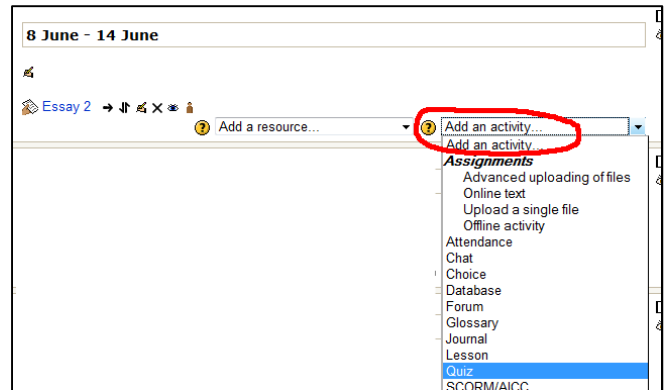 8 June - 14 June
Essay 2
Add a resource... Add an activity...
Add an activity...
Assignments
Advanced uploading of files
Online text
Upload a single file
Offline activity
Attendance
Chat
Choice
Database
Forum
Glossary
Journal
Lesson
Quiz
SCORM/AICC